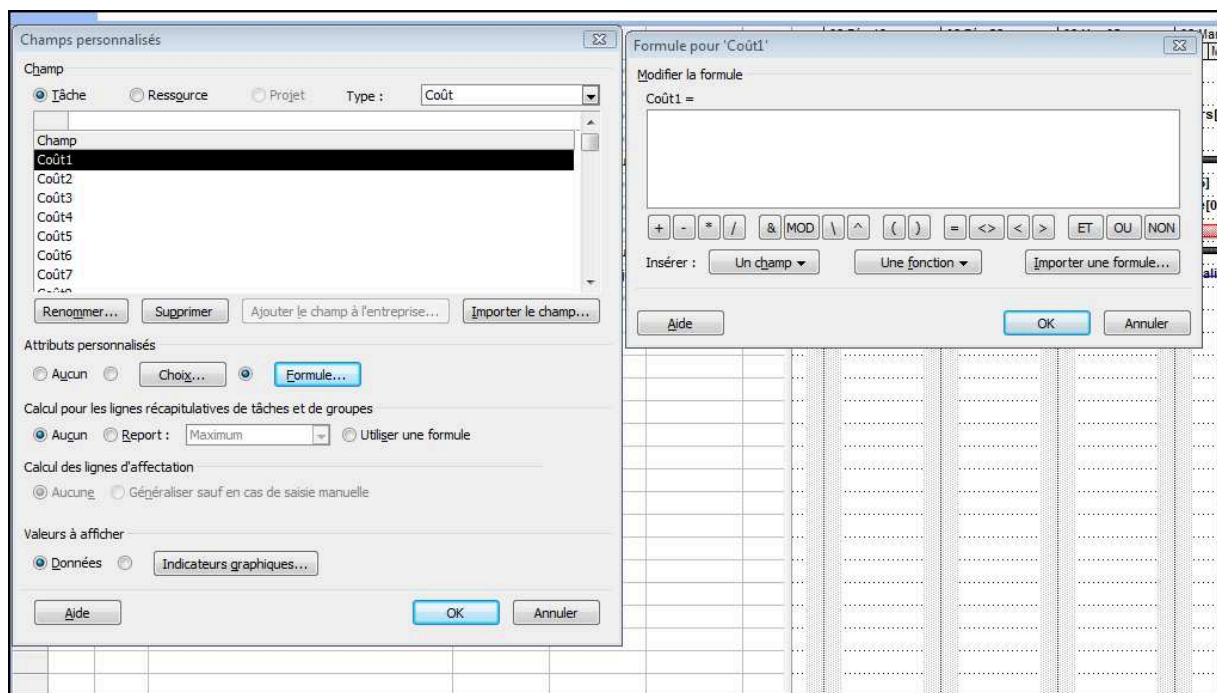 Champs personnalisés
Champ
Tâche Ressource Projet Type : Coût
Champ
Coût1
Coût2
Coût3
Coût4
Coût5
Coût6
Coût7
Renommer... Supprimer Ajouter le champ à l'entreprise... Importer le champ...
Attributs personnalisés
Aucun Choix... Formule...
Calcul pour les lignes récapitulatives de tâches et de groupes
Aucun Report : Maximum Utiliser une formule
Calcul des lignes d'affectation
Aucune Généraliser sauf en cas de saisie manuelle
Valeurs à afficher
Données Indicateurs graphiques...
Aide OK Annuler
Formule pour 'Coût1'
Modifier la formule
Coût1 =
+ - * / & MOD \ ^ ( ) = <> < > ET OU NON
Insérer : Un champ Une fonction Importer une formule...
Aide OK Annuler